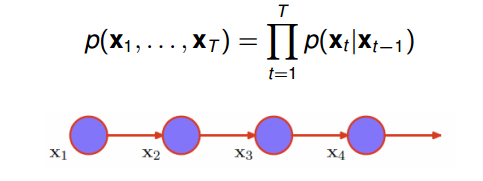 p(x₁, . . . , x_T) = ∏_{t=1}^{T} p(x_t|x_{t−1})
x₁ x₂ x₃ x₄